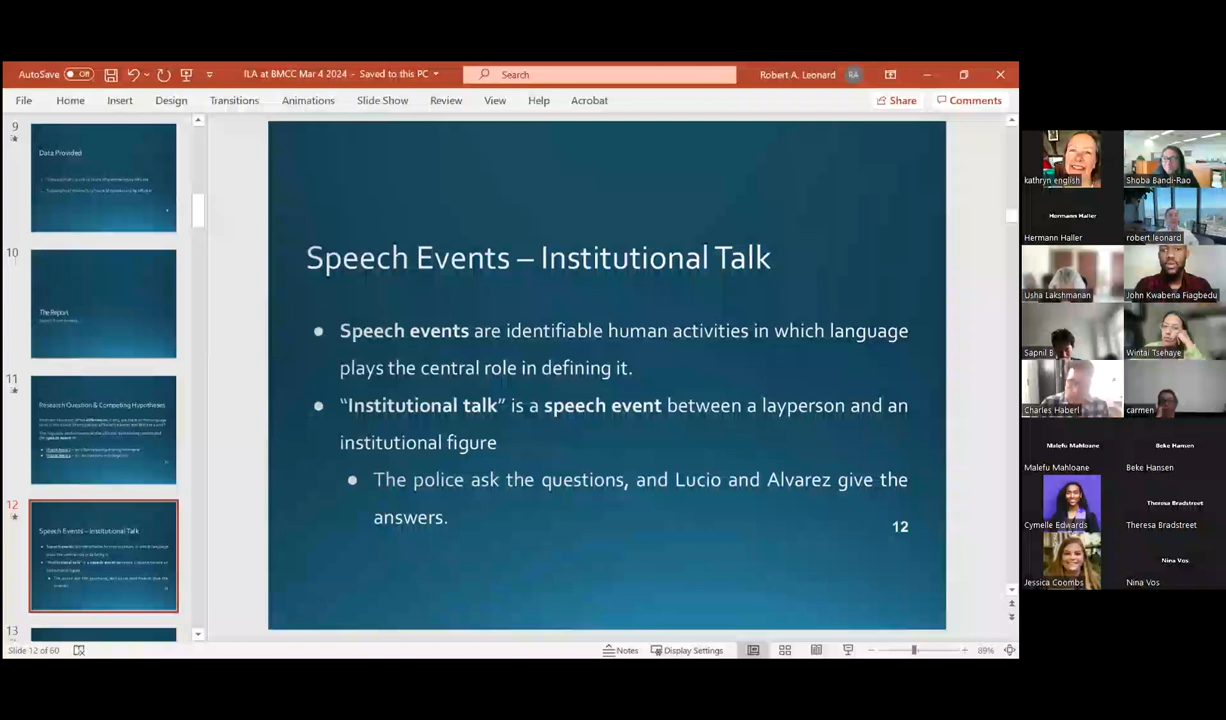 AutoSave Off
ILA at BMCC Mar 4 2024 - Saved to this PC
Search
Robert A. Leonard RA
File Home Insert Design Transitions Animations Slide Show Review View Help Acrobat
Share Comments
9
Data Provided
10
The Report
11
Research Question & Competing Hypotheses
12
Speech Events – Institutional Talk
13
Speech Events – Institutional Talk
● Speech events are identifiable human activities in which language
plays the central role in defining it.
● “Institutional talk” is a speech event between a layperson and an
institutional figure
● The police ask the questions, and Lucio and Alvarez give the
answers.
12
Slide 12 of 60
Notes Display Settings
89%
kathryn english
Shoba Bandi-Rao
Hermann Haller
Hermann Haller
robert leonard
Usha Lakshmanan
John Kwabena Fiagbedu
Sapnil B
Wintai Tsehaye
Charles Haberl
carmen
Malefu Mahloane
Malefu Mahloane
Beke Hansen
Beke Hansen
Cymelle Edwards
Theresa Bradstreet
Theresa Bradstreet
Jessica Coombs
Nina Vos
Nina Vos